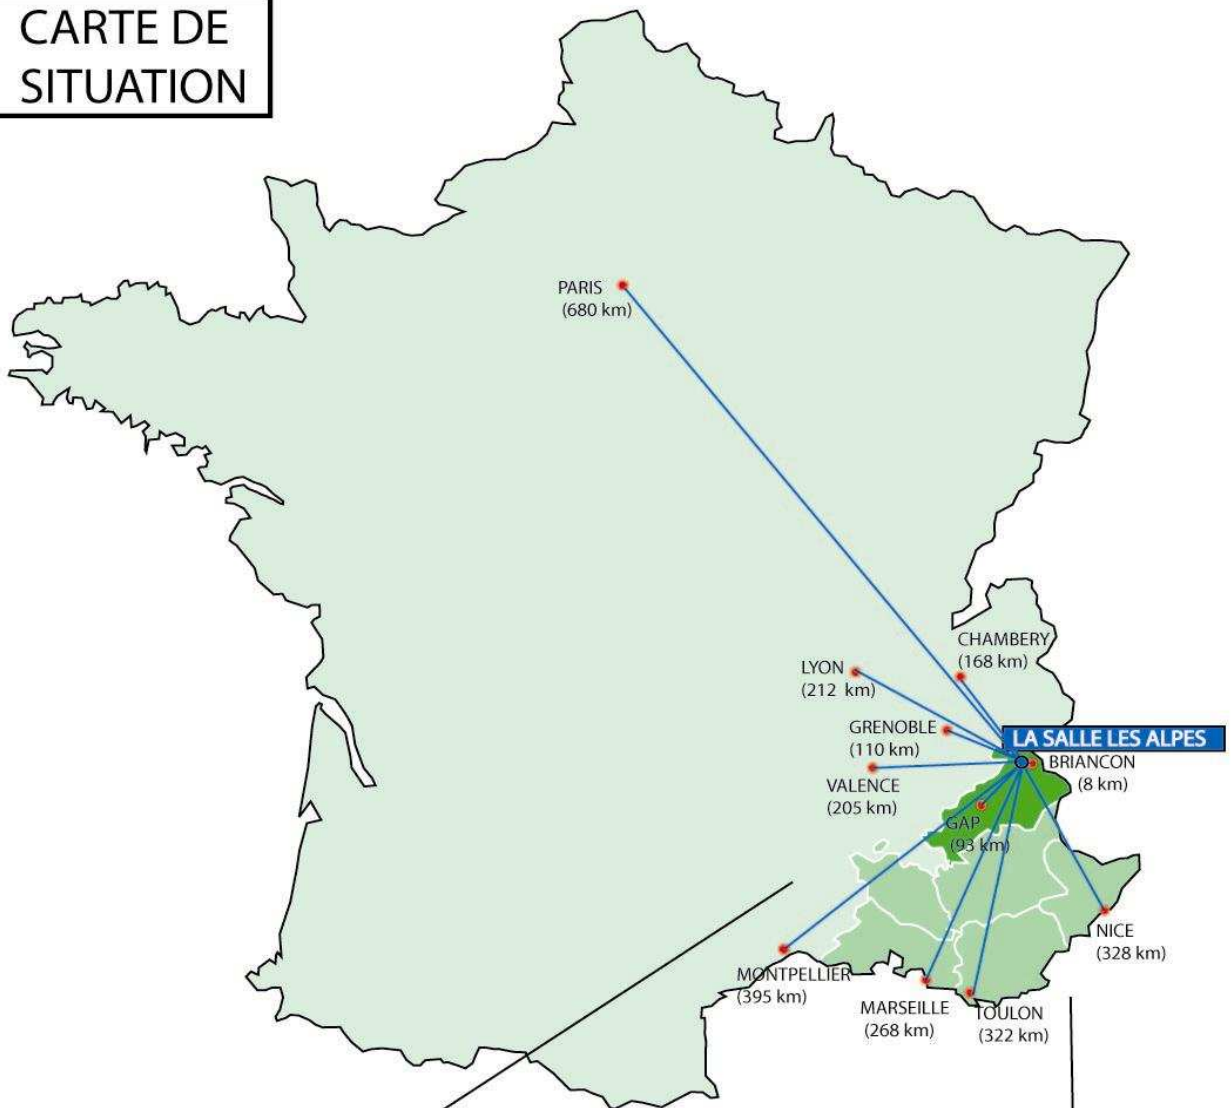 CARTE DE
SITUATION
PARIS
(680 km)
CHAMBERY
(168 km)
LYON
(212 km)
GRENOBLE
(110 km)
LA SALLE LES ALPES
BRIANCON
(8 km)
VALENCE
(205 km)
GAP
(93 km)
NICE
(328 km)
MONTPELLIER
(395 km)
MARSEILLE
(268 km)
TOULON
(322 km)